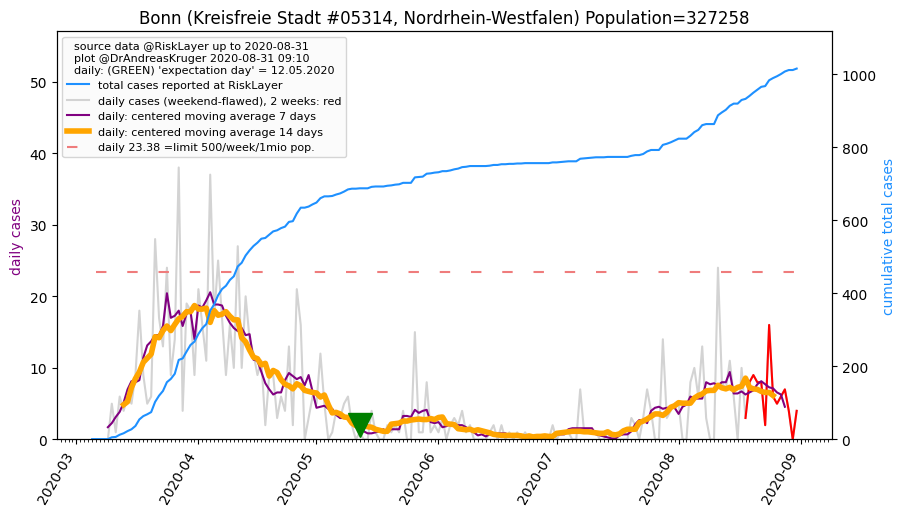 Bonn (Kreisfreie Stadt #05314, Nordrhein-Westfalen) Population=327258
source data @RiskLayer up to 2020-08-31
plot @DrAndreasKruger 2020-08-31 09:10
daily: (GREEN) 'expectation day' = 12.05.2020
total cases reported at RiskLayer
daily cases (weekend-flawed), 2 weeks: red
daily: centered moving average 7 days
daily: centered moving average 14 days
daily 23.38 =limit 500/week/1mio pop.
daily cases
50
40
30
20
10
0
cumulative total cases
1000
800
600
400
200
0
2020-03
2020-04
2020-05
2020-06
2020-07
2020-08
2020-09